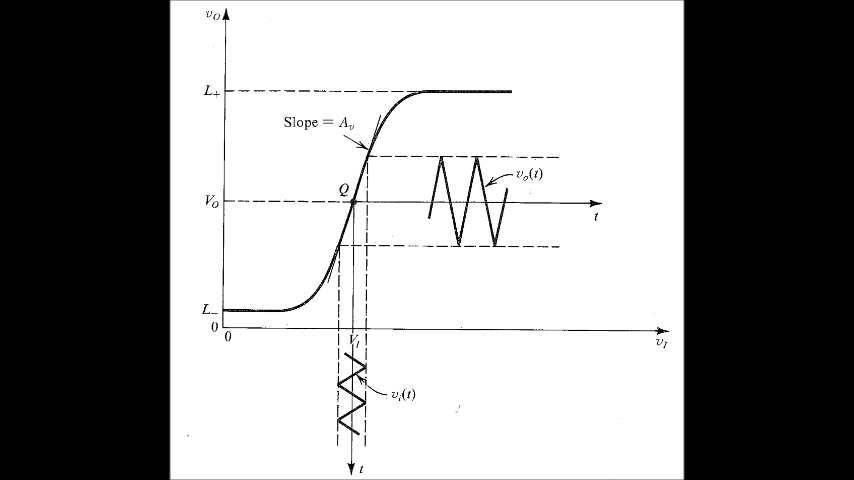 v_O
L_+
Slope = A_v
Q
v_o(t)
V_O
t
L_-
0
0
V_I
v_I
v_i(t)
t